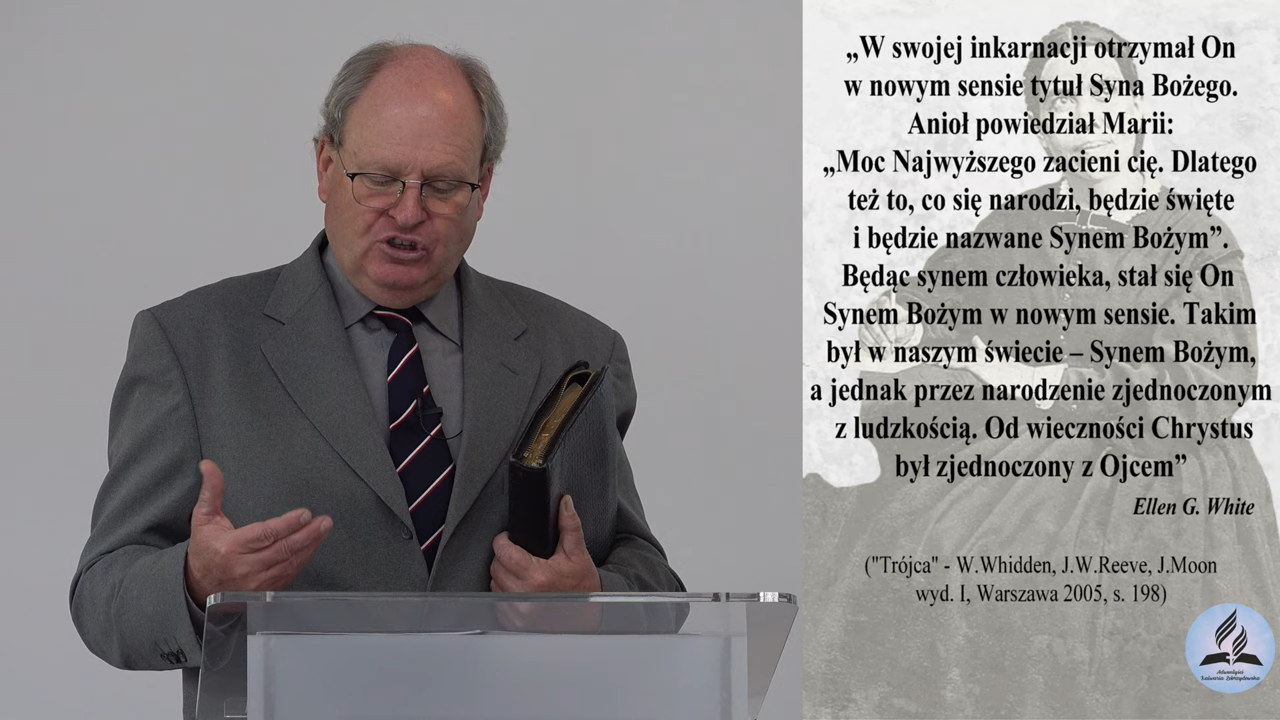 „W swojej inkarnacji otrzymał On
w nowym sensie tytuł Syna Bożego.
Anioł powiedział Marii:
„Moc Najwyższego zacieni cię. Dlatego
też to, co się narodzi, będzie święte
i będzie nazwane Synem Bożym”.
Będąc synem człowieka, stał się On
Synem Bożym w nowym sensie. Takim
był w naszym świecie – Synem Bożym,
a jednak przez narodzenie zjednoczonym
z ludzkością. Od wieczności Chrystus
był zjednoczony z Ojcem”
Ellen G. White
("Trójca" - W.Whidden, J.W.Reeve, J.Moon
wyd. I, Warszawa 2005, s. 198)
Adwentyści
Kalwaria Zebrzydowska